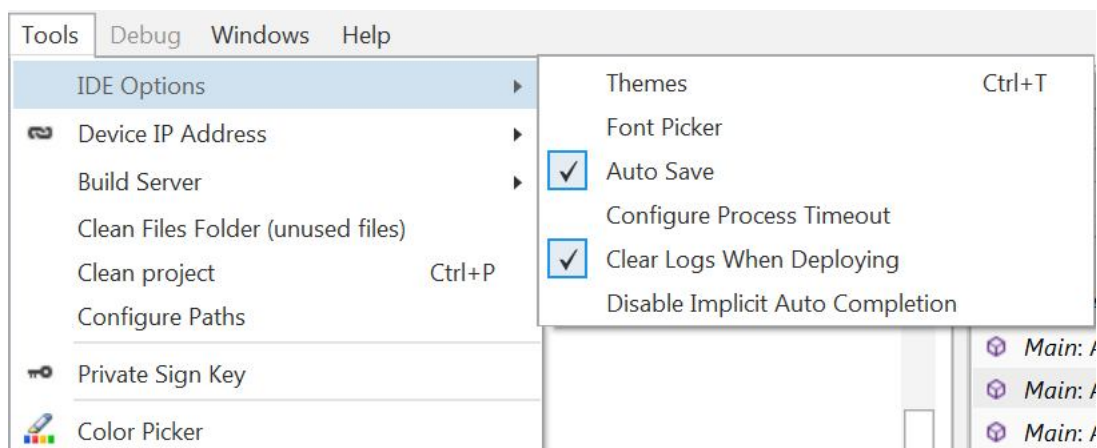 Tools Debug Windows Help
IDE Options
Device IP Address
Build Server
Clean Files Folder (unused files)
Clean project Ctrl+P
Configure Paths
Private Sign Key
Color Picker
Themes Ctrl+T
Font Picker
Auto Save
Configure Process Timeout
Clear Logs When Deploying
Disable Implicit Auto Completion
Main:
Main:
Main: